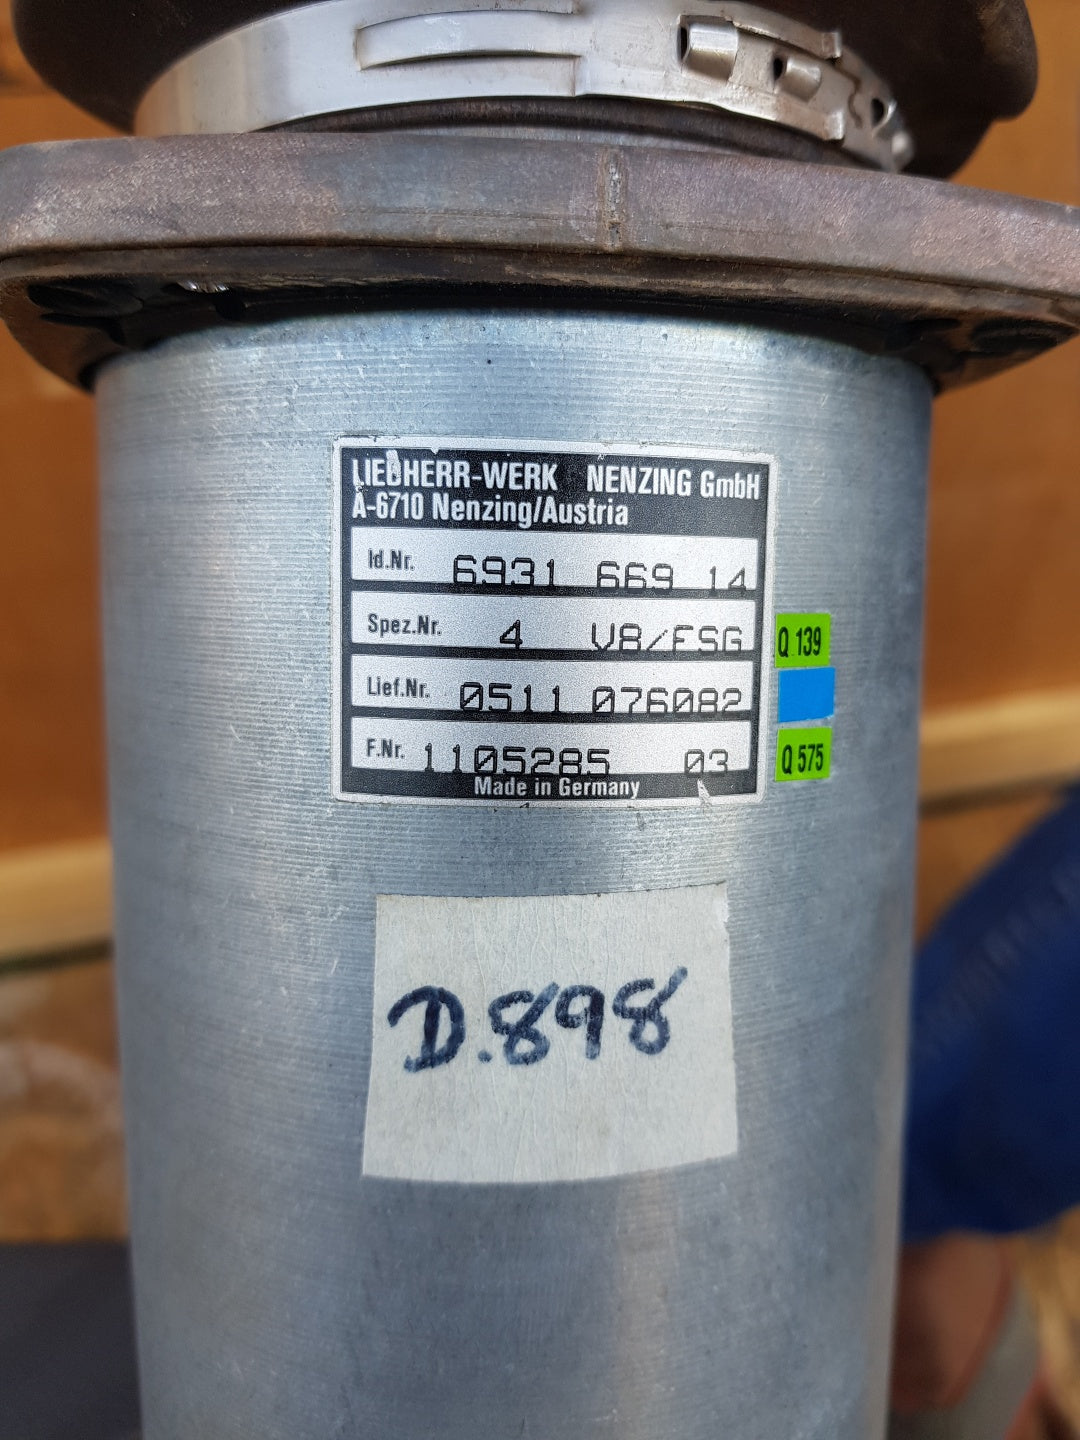 LIEBHERR-WERK NENZING GmbH
A-6710 Nenzing/Austria
Id.Nr. 6931 669 14
Spez.Nr. 4 V8/FSG
Q 139
Lief.Nr. 0511 076082
F.Nr. 1105285 03
Q 575
Made in Germany
D.898